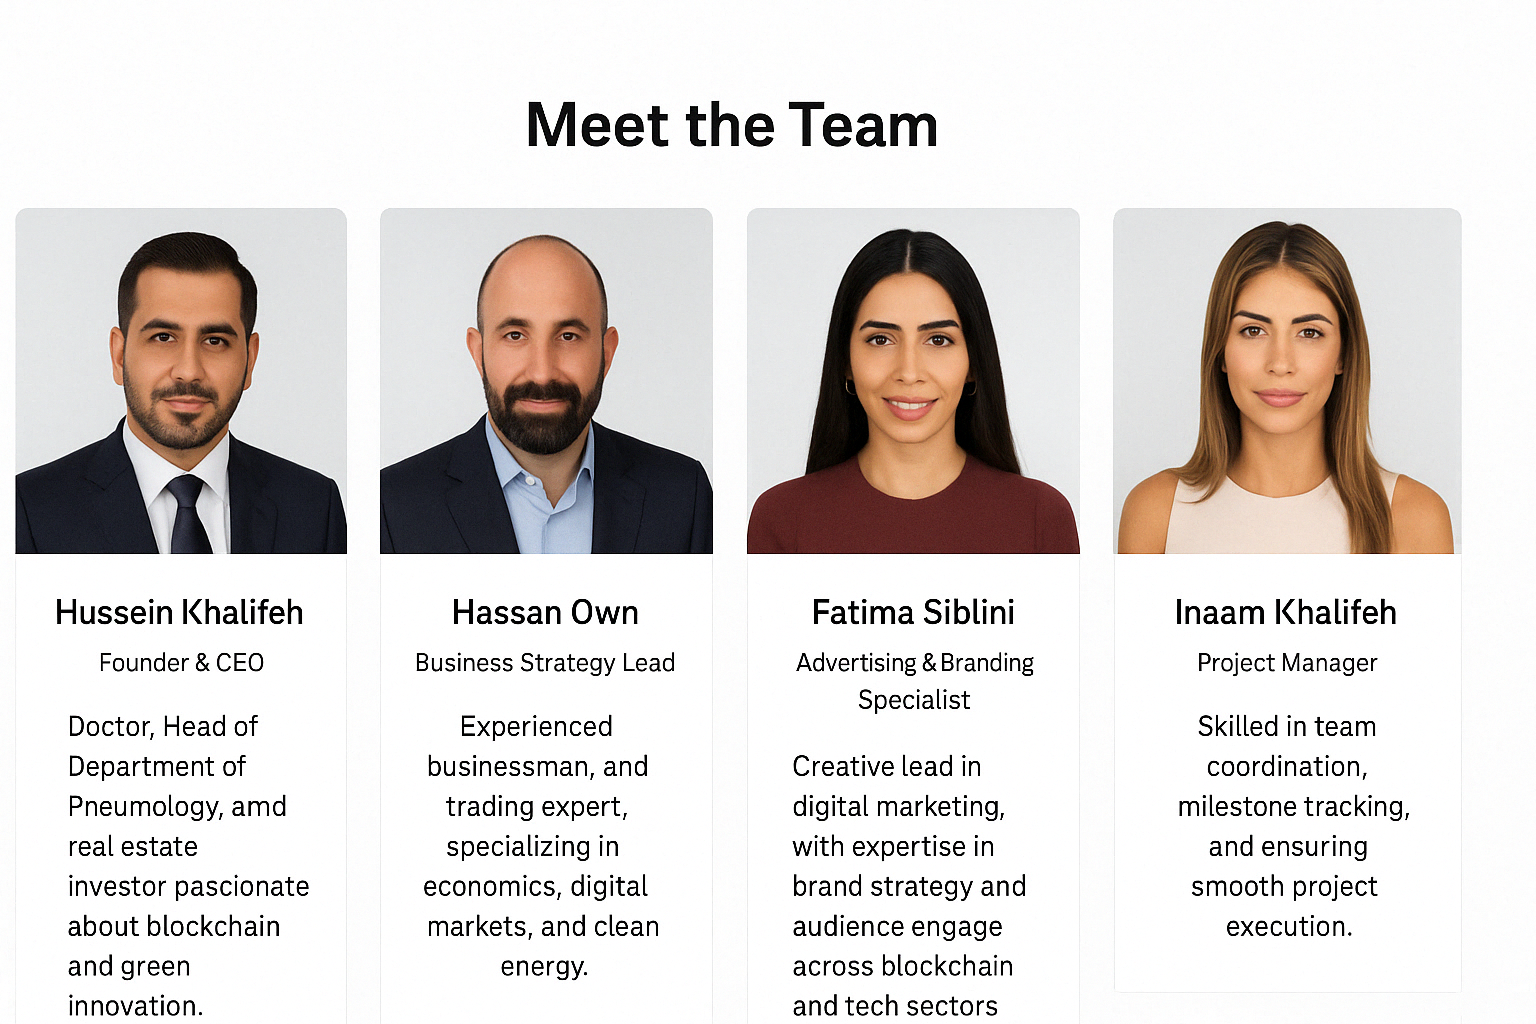 Meet the Team
Hussein Khalifeh
Founder & CEO
Doctor, Head of
Department of
Pneumology, amd
real estate
investor pascionate
about blockchain
and green
innovation.
Hassan Own
Business Strategy Lead
Experienced
businessman, and
trading expert,
specializing in
economics, digital
markets, and clean
energy.
Fatima Siblini
Advertising & Branding
Specialist
Creative lead in
digital marketing,
with expertise in
brand strategy and
audience engage
across blockchain
and tech sectors
Inaam Khalifeh
Project Manager
Skilled in team
coordination,
milestone tracking,
and ensuring
smooth project
execution.